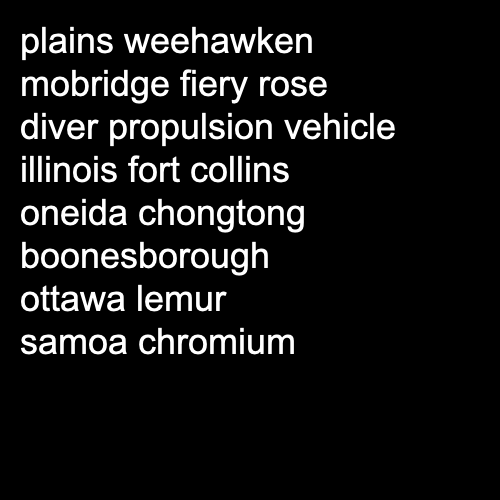 plains weehawken
mobridge fiery rose
diver propulsion vehicle
illinois fort collins
oneida chongtong
boonesborough
ottawa lemur
samoa chromium